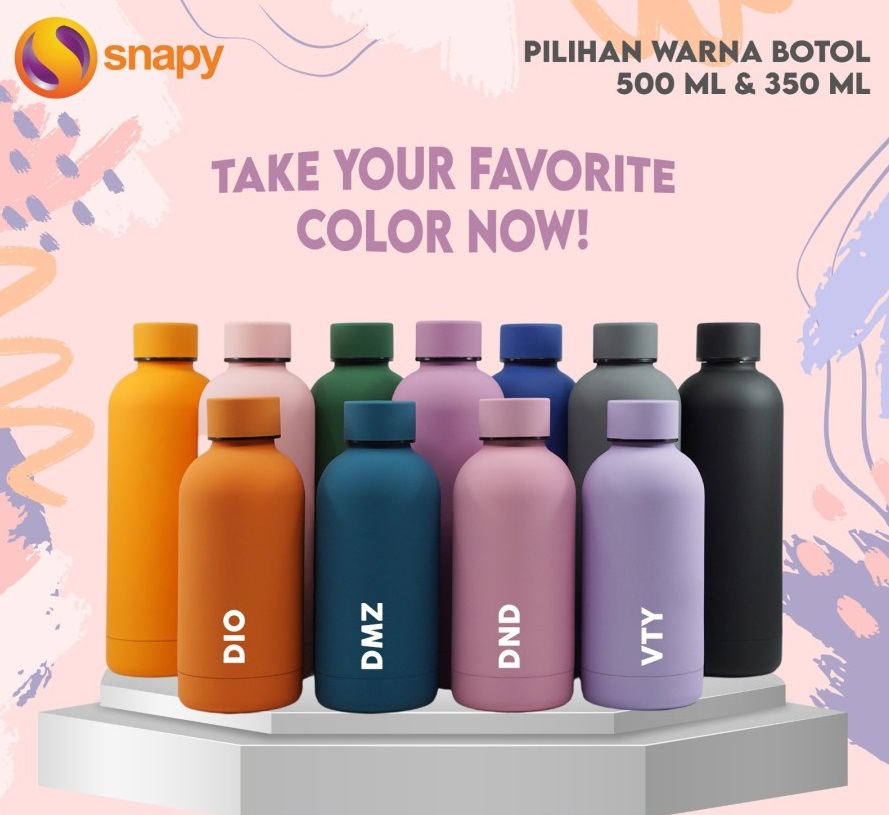 snapy
PILIHAN WARNA BOTOL
500 ML & 350 ML
TAKE YOUR FAVORITE
COLOR NOW!
DIO
DMZ
DND
VTY